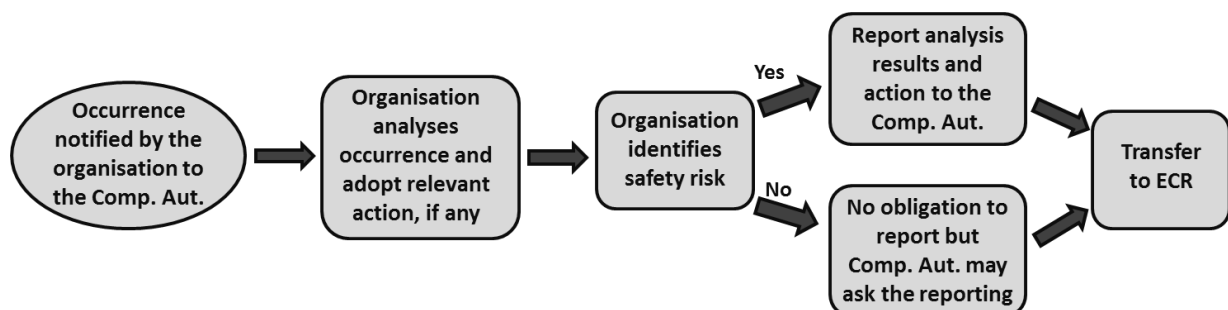 Occurrence
notified by the
organisation to
the Comp. Aut.
Organisation
analyses
occurrence and
adopt relevant
action, if any
Organisation
identifies
safety risk
Yes
Report analysis
results and
action to the
Comp. Aut.
No
No obligation to
report but
Comp. Aut. may
ask the reporting
Transfer
to ECR